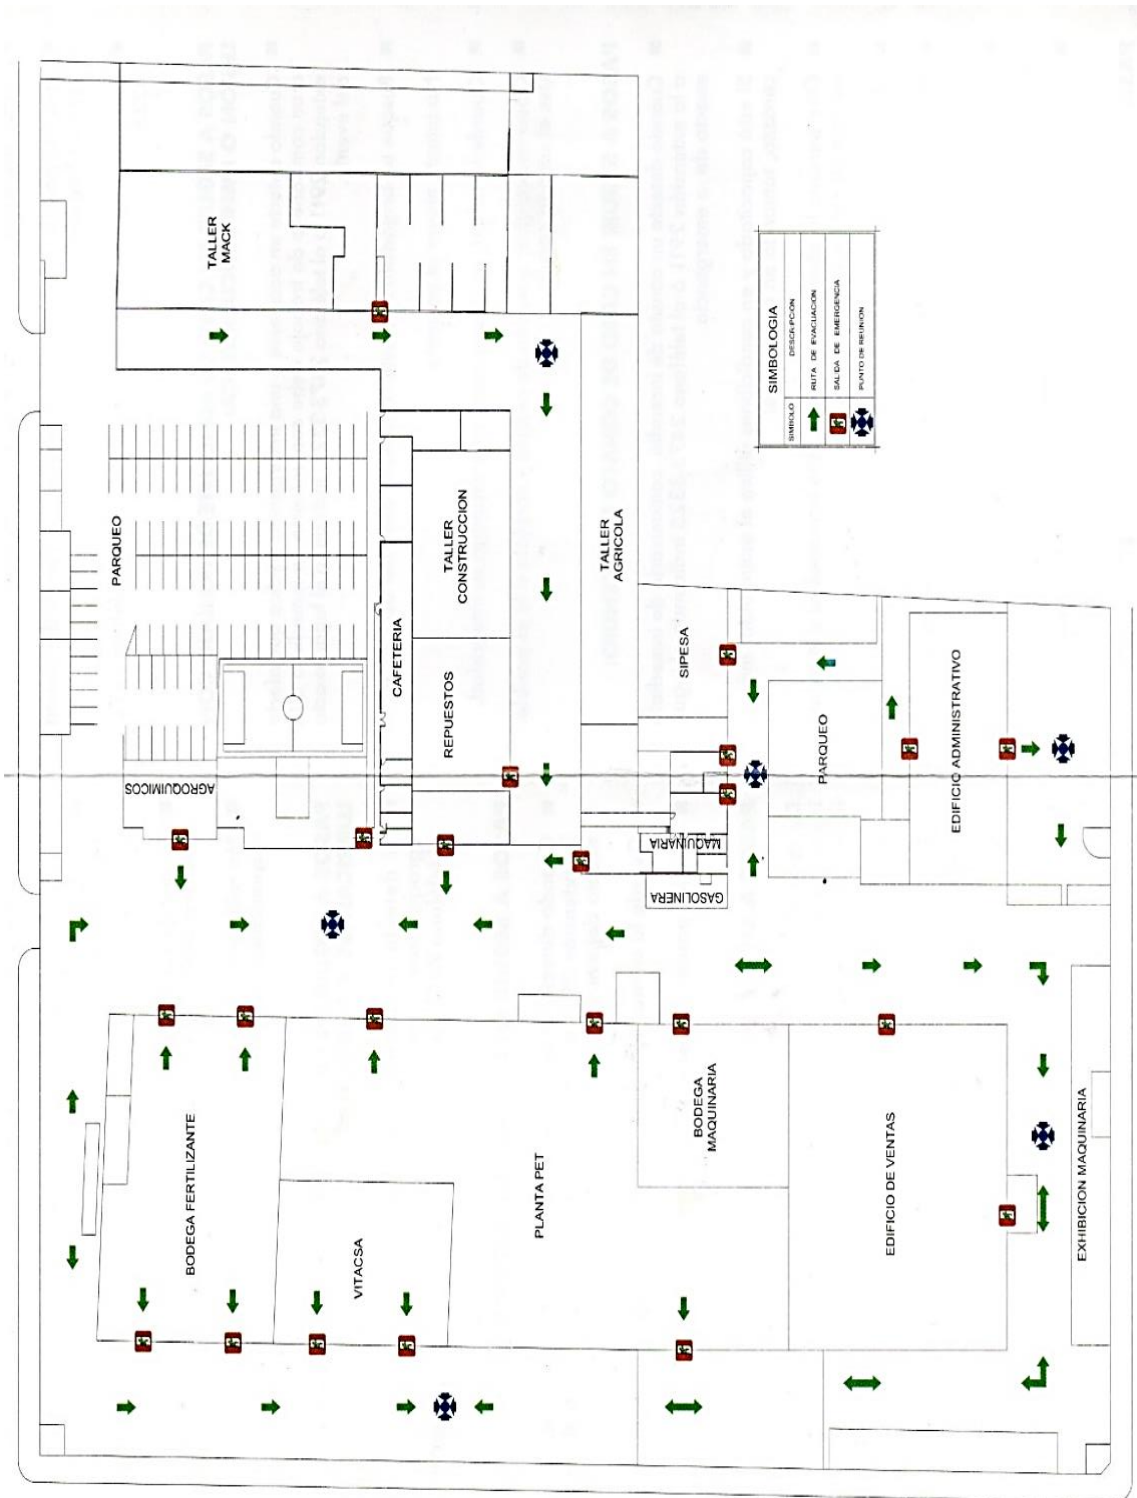 TALLER
MACK
SIMBOLOGIA
SIMBOLO
DESCRIPCION
RUTA DE EVACUACION
SALIDA DE EMERGENCIA
PUNTO DE REUNION
PARQUEO
TALLER
CONSTRUCCION
TALLER
AGRICOLA
CAFETERIA
REPUESTOS
SIPESA
PARQUEO
EDIFICIO ADMINISTRATIVO
AGROQUIMICOS
MAQUINARIA
GASOLINERA
BODEGA FERTILIZANTE
VITACSA
PLANTA PET
BODEGA
MAQUINARIA
EDIFICIO DE VENTAS
EXHIBICION MAQUINARIA